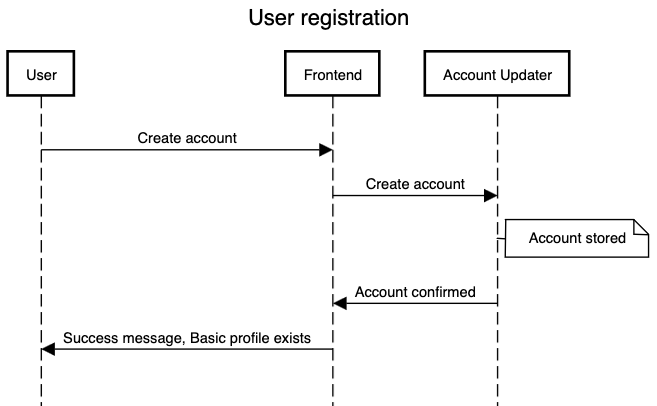 User registration
User
Frontend
Account Updater
Create account
Create account
Account stored
Account confirmed
Success message, Basic profile exists